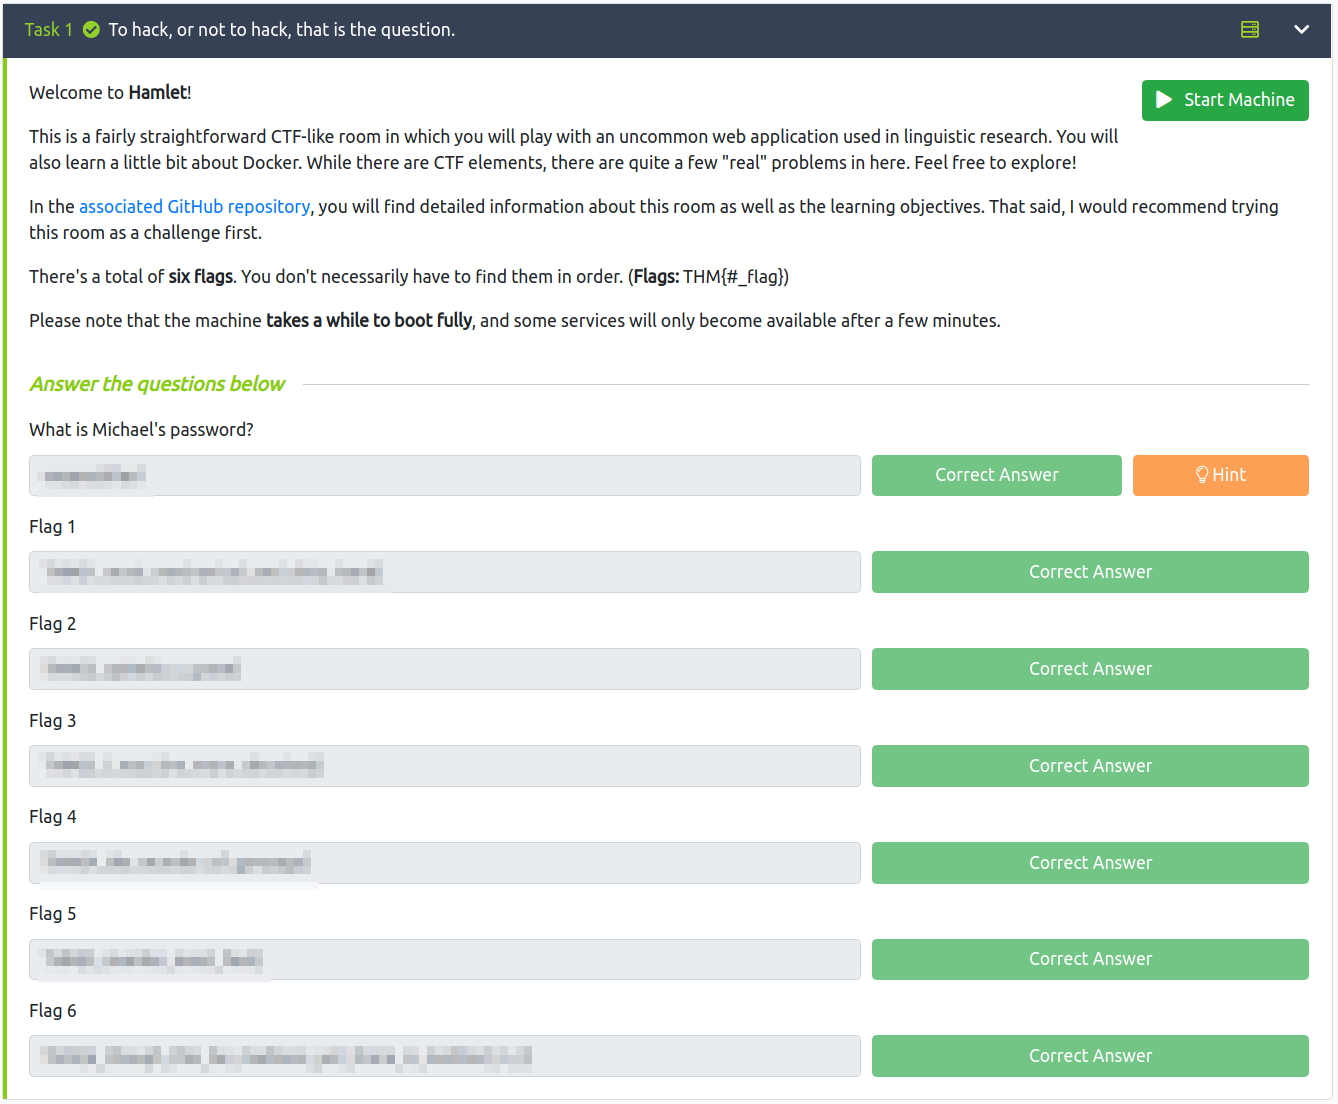 Task 1 To hack, or not to hack, that is the question.
Welcome to Hamlet!
Start Machine
This is a fairly straightforward CTF-like room in which you will play with an uncommon web application used in linguistic research. You will
also learn a little bit about Docker. While there are CTF elements, there are quite a few "real" problems in here. Feel free to explore!
In the associated GitHub repository, you will find detailed information about this room as well as the learning objectives. That said, I would recommend trying
this room as a challenge first.
There's a total of six flags. You don't necessarily have to find them in order. (Flags: THM{#_flag})
Please note that the machine takes a while to boot fully, and some services will only become available after a few minutes.
Answer the questions below
What is Michael's password?
Correct Answer Hint
Flag 1
Correct Answer
Flag 2
Correct Answer
Flag 3
Correct Answer
Flag 4
Correct Answer
Flag 5
Correct Answer
Flag 6
Correct Answer